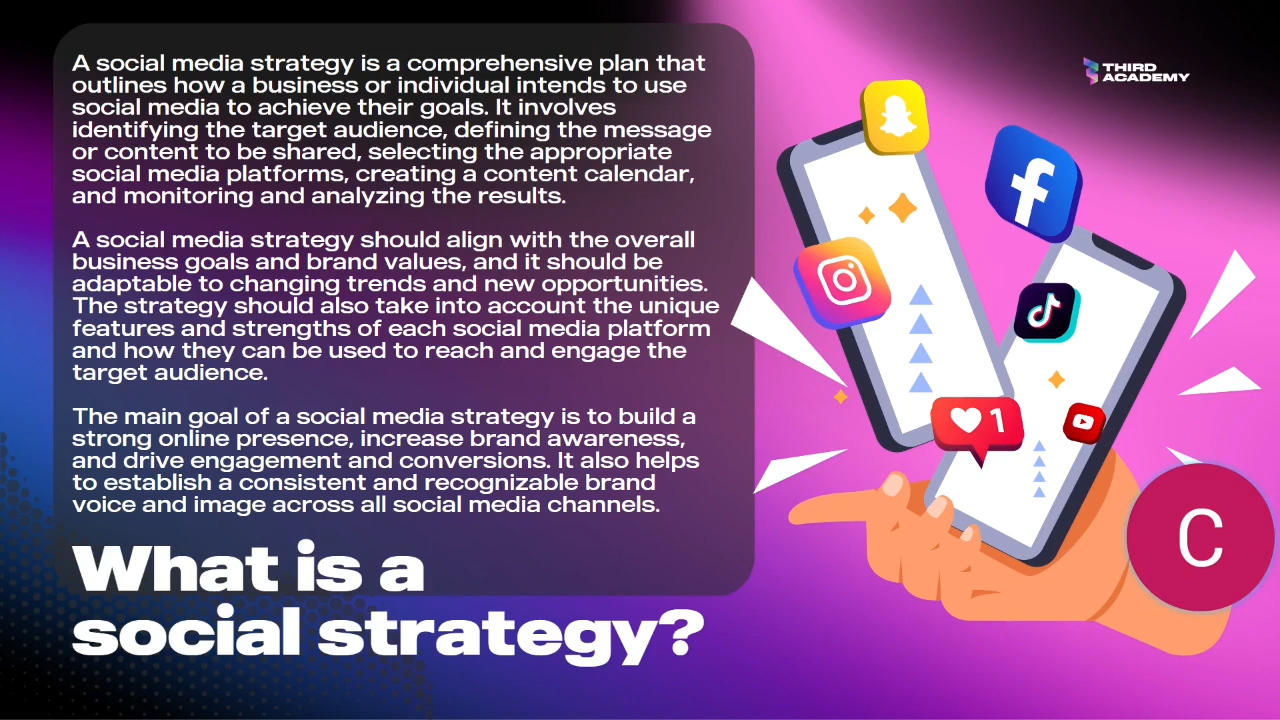 A social media strategy is a comprehensive plan that
outlines how a business or individual intends to use
social media to achieve their goals. It involves
identifying the target audience, defining the message
or content to be shared, selecting the appropriate
social media platforms, creating a content calendar,
and monitoring and analyzing the results.
A social media strategy should align with the overall
business goals and brand values, and it should be
adaptable to changing trends and new opportunities.
The strategy should also take into account the unique
features and strengths of each social media platform
and how they can be used to reach and engage the
target audience.
The main goal of a social media strategy is to build a
strong online presence, increase brand awareness,
and drive engagement and conversions. It also helps
to establish a consistent and recognizable brand
voice and image across all social media channels.
What is a
social strategy?
THIRD
ACADEMY
f
1
C